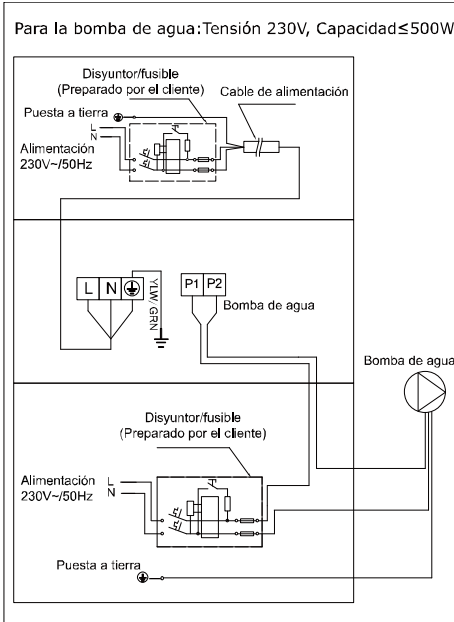 Para la bomba de agua:Tensión 230V, Capacidad≤500W
Disyuntor/fusible
(Preparado por el cliente)
Cable de alimentación
Puesta a tierra
L
N
Alimentación
230V~/50Hz
L N
YLW/GRN
P1 P2
Bomba de agua
Bomba de agua
Disyuntor/fusible
(Preparado por el cliente)
Alimentación
230V~/50Hz
L
N
Puesta a tierra